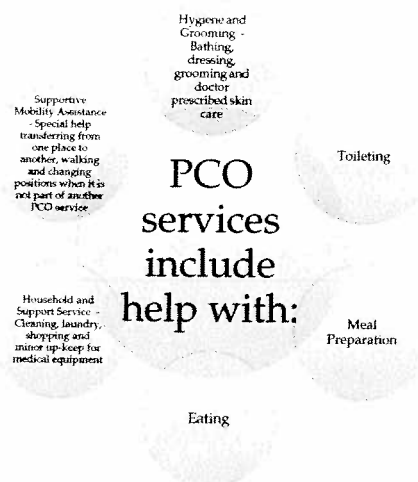 Hygiene and
Grooming -
Bathing,
dressing,
grooming and
doctor
prescribed skin
care
Supportive
Mobility Assistance
- Special help
transferring from
one place to
another, walking
and changing
positions when it is
not part of another
PCO service
Toileting
PCO
services
include
help with:
Household and
Support Service -
Cleaning, laundry,
shopping and
minor up-keep for
medical equipment
Meal
Preparation
Eating